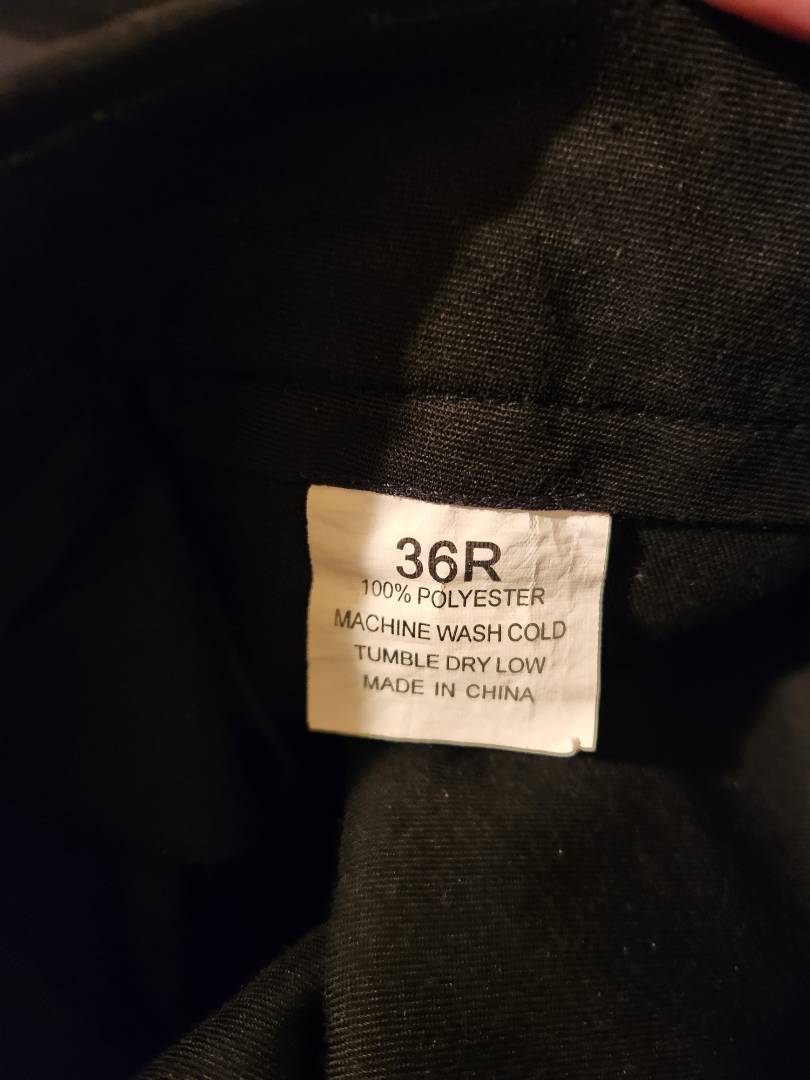 36R
100% POLYESTER
MACHINE WASH COLD
TUMBLE DRY LOW
MADE IN CHINA